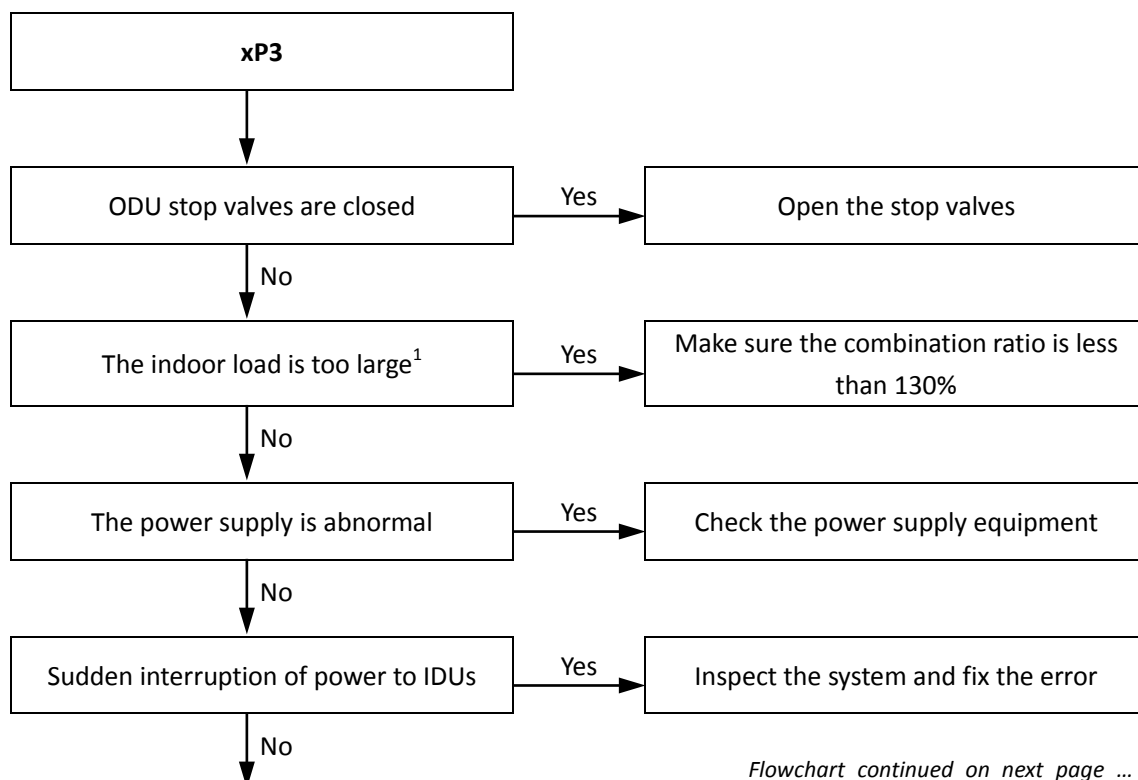 xP3
ODU stop valves are closed
Yes
Open the stop valves
No
The indoor load is too large1
Yes
Make sure the combination ratio is less
than 130%
No
The power supply is abnormal
Yes
Check the power supply equipment
No
Sudden interruption of power to IDUs
Yes
Inspect the system and fix the error
No
Flowchart continued on next page ...